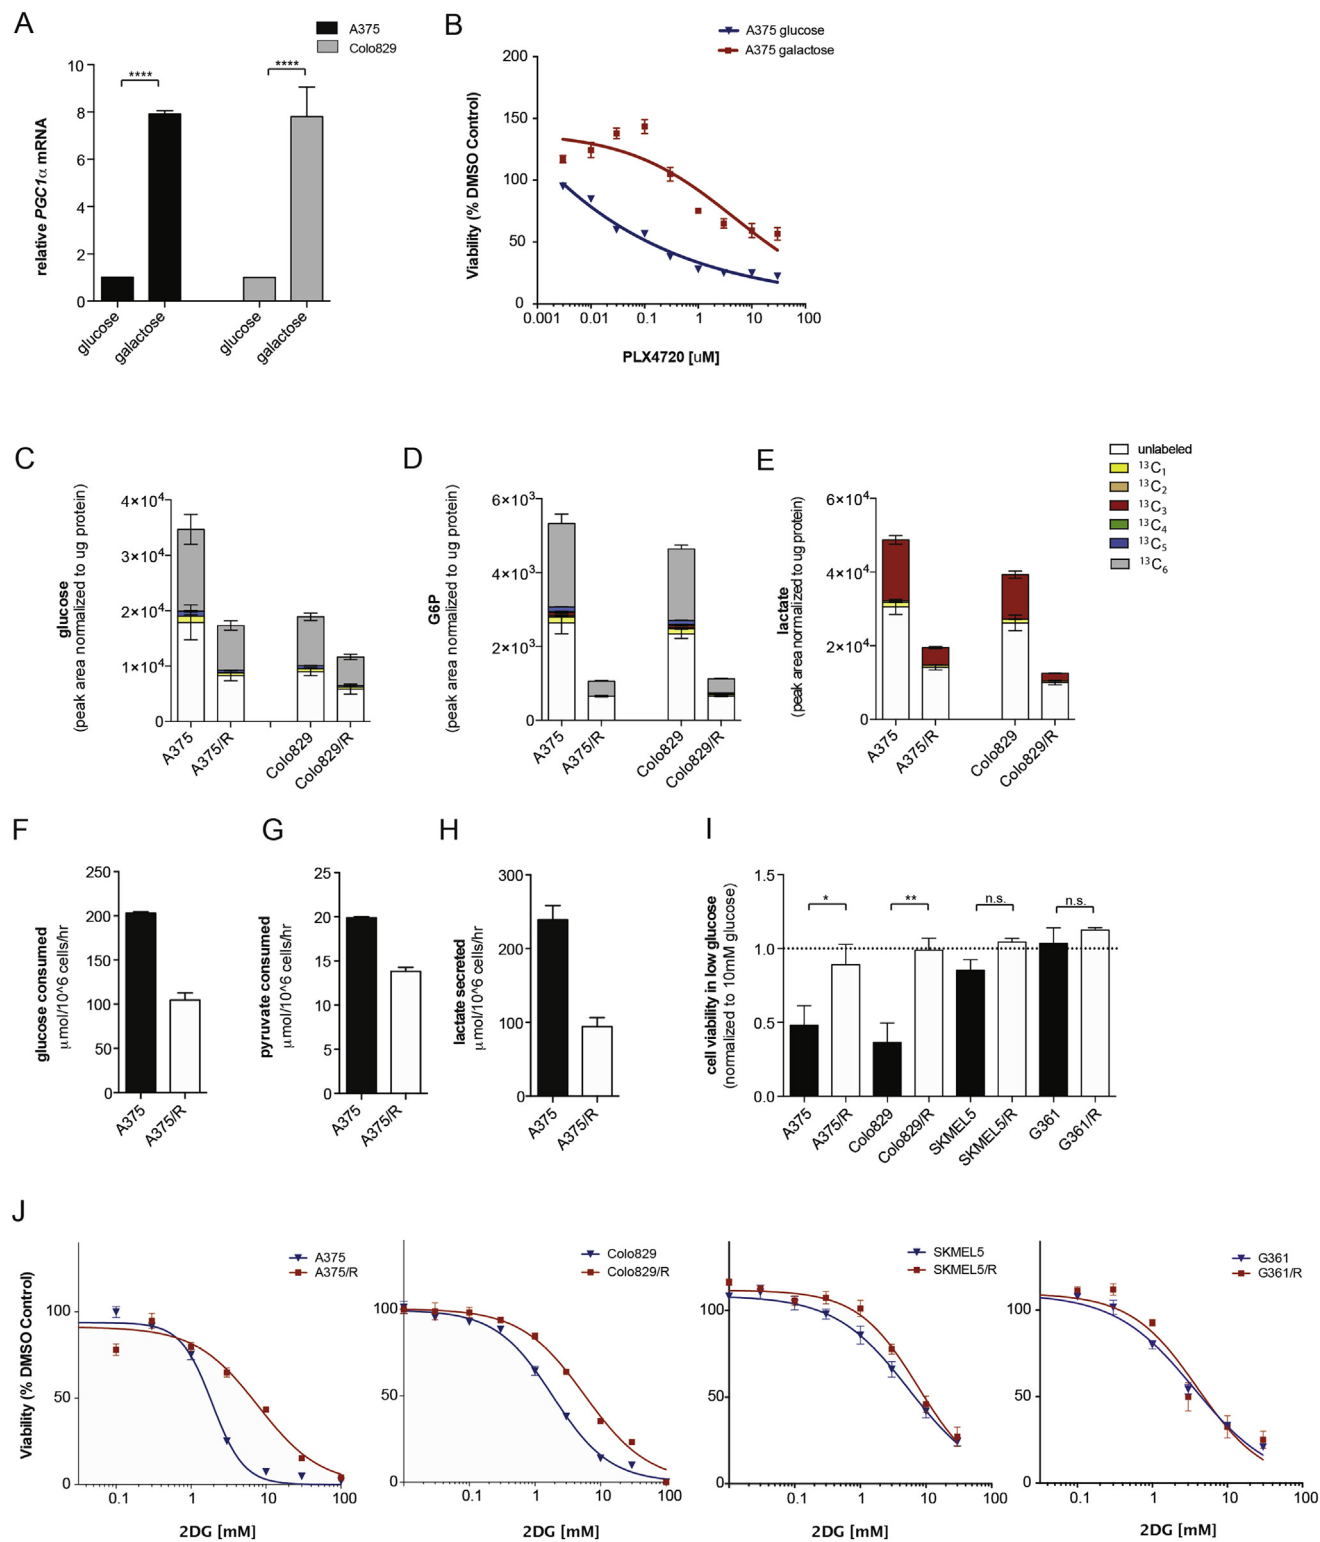 A
A375
Colo829
relative PGC1α mRNA
10
8
6
4
2
0
****
****
glucose
galactose
glucose
galactose
B
A375 glucose
A375 galactose
Viability (% DMSO Control)
200
150
100
50
0
0.001
0.01
0.1
1
10
100
PLX4720 [uM]
C
glucose
(peak area normalized to ug protein)
4×10⁴
3×10⁴
2×10⁴
1×10⁴
0
A375
A375/R
Colo829
Colo829/R
D
G6P
(peak area normalized to ug protein)
6×10³
4×10³
2×10³
0
A375
A375/R
Colo829
Colo829/R
E
lactate
(peak area normalized to ug protein)
6×10⁴
4×10⁴
2×10⁴
0
A375
A375/R
Colo829
Colo829/R
unlabeled
¹³C₁
¹³C₂
¹³C₃
¹³C₄
¹³C₅
¹³C₆
F
glucose consumed
μmol/10^6 cells/hr
250
200
150
100
50
0
A375
A375/R
G
pyruvate consumed
μmol/10^6 cells/hr
25
20
15
10
5
0
A375
A375/R
H
lactate secreted
μmol/10^6 cells/hr
300
200
100
0
A375
A375/R
I
cell viability in low glucose
(normalized to 10mM glucose)
1.5
1.0
0.5
0.0
*
**
n.s.
n.s.
A375
A375/R
Colo829
Colo829/R
SKMEL5
SKMEL5/R
G361
G361/R
J
Viability (% DMSO Control)
A375
A375/R
100
50
0
0.1
1
10
100
2DG [mM]
Colo829
Colo829/R
100
50
0
0.1
1
10
100
2DG [mM]
SKMEL5
SKMEL5/R
100
50
0
0.1
1
10
100
2DG [mM]
G361
G361/R
100
50
0
0.1
1
10
100
2DG [mM]